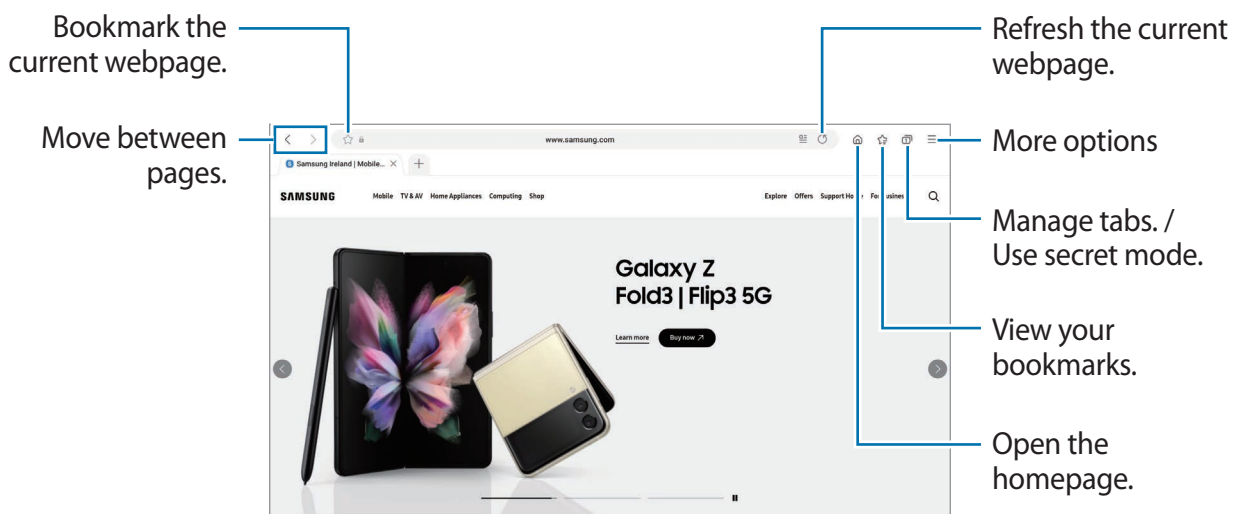 Bookmark the
current webpage.
Move between
pages.
Refresh the current
webpage.
More options
Manage tabs. /
Use secret mode.
View your
bookmarks.
Open the
homepage.
www.samsung.com
1
S Samsung Ireland | Mobile...
SAMSUNG Mobile TV & AV Home Appliances Computing Shop Explore Offers Support
Galaxy Z
Fold3 | Flip3 5G
Learn more Buy now